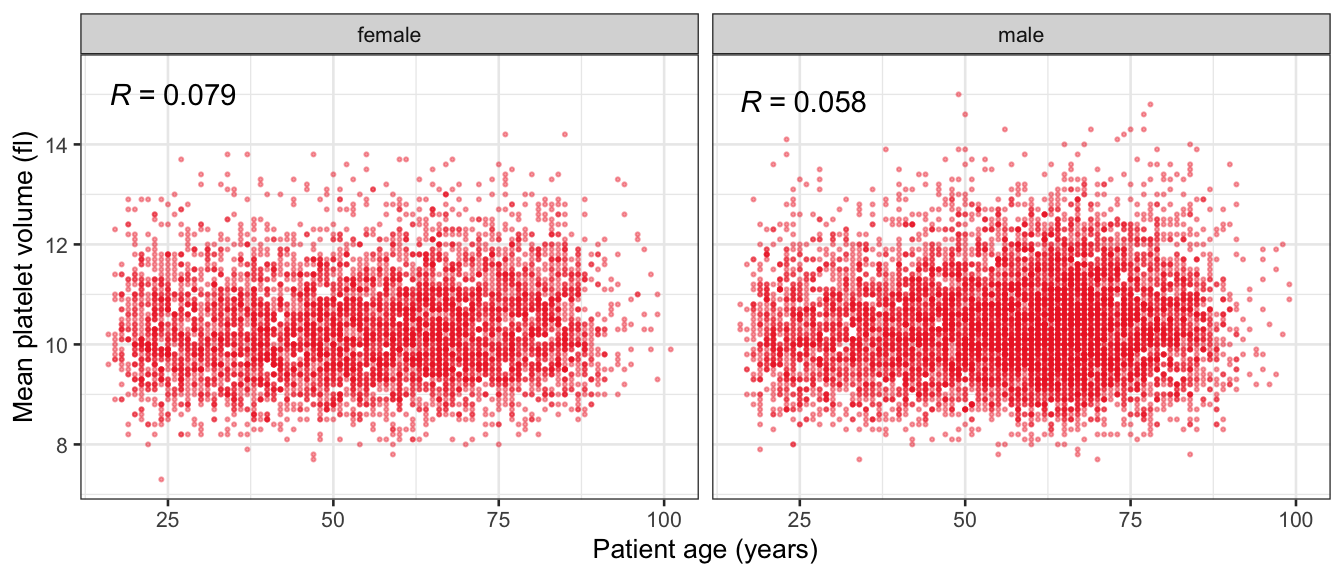 female
male
R = 0.079
R = 0.058
Mean platelet volume (fl)
14
12
10
8
25 50 75 100
25 50 75 100
Patient age (years)